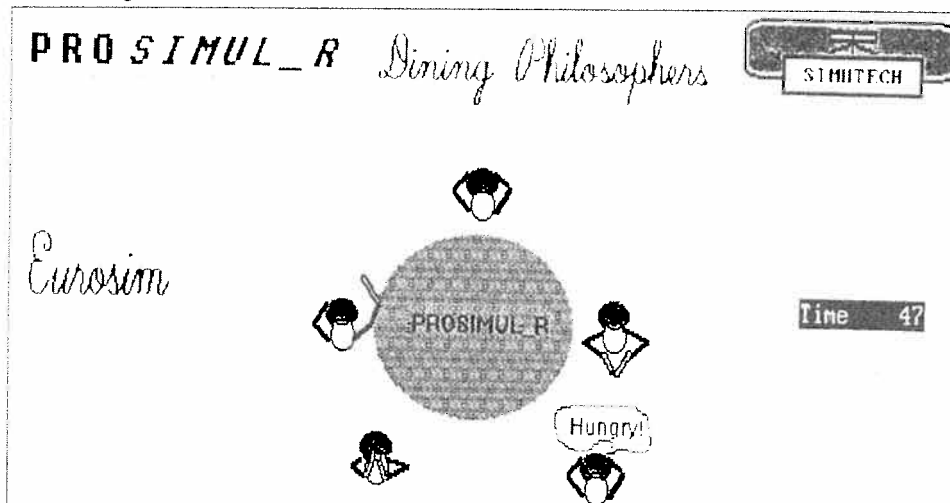 PROSIMUL_R Dining Philosophers
SIMUTECH
Eurosim
PROSIMUL_R
Time 47
Hungry!